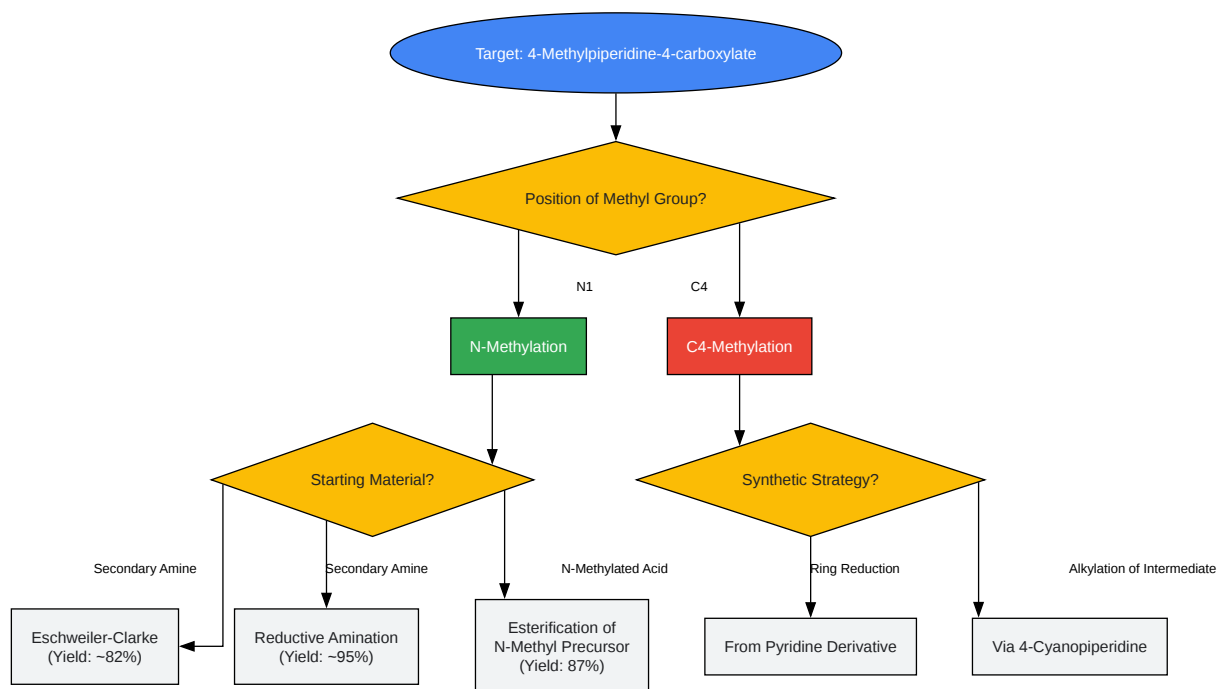 Target: 4-Methylpiperidine-4-carboxylate
Position of Methyl Group?
N1
C4
N-Methylation
C4-Methylation
Starting Material?
Synthetic Strategy?
Secondary Amine
Secondary Amine
N-Methylated Acid
Ring Reduction
Alkylation of Intermediate
Eschweiler-Clarke
(Yield: ~82%)
Reductive Amination
(Yield: ~95%)
Esterification of
N-Methyl Precursor
(Yield: 87%)
From Pyridine Derivative
Via 4-Cyanopiperidine